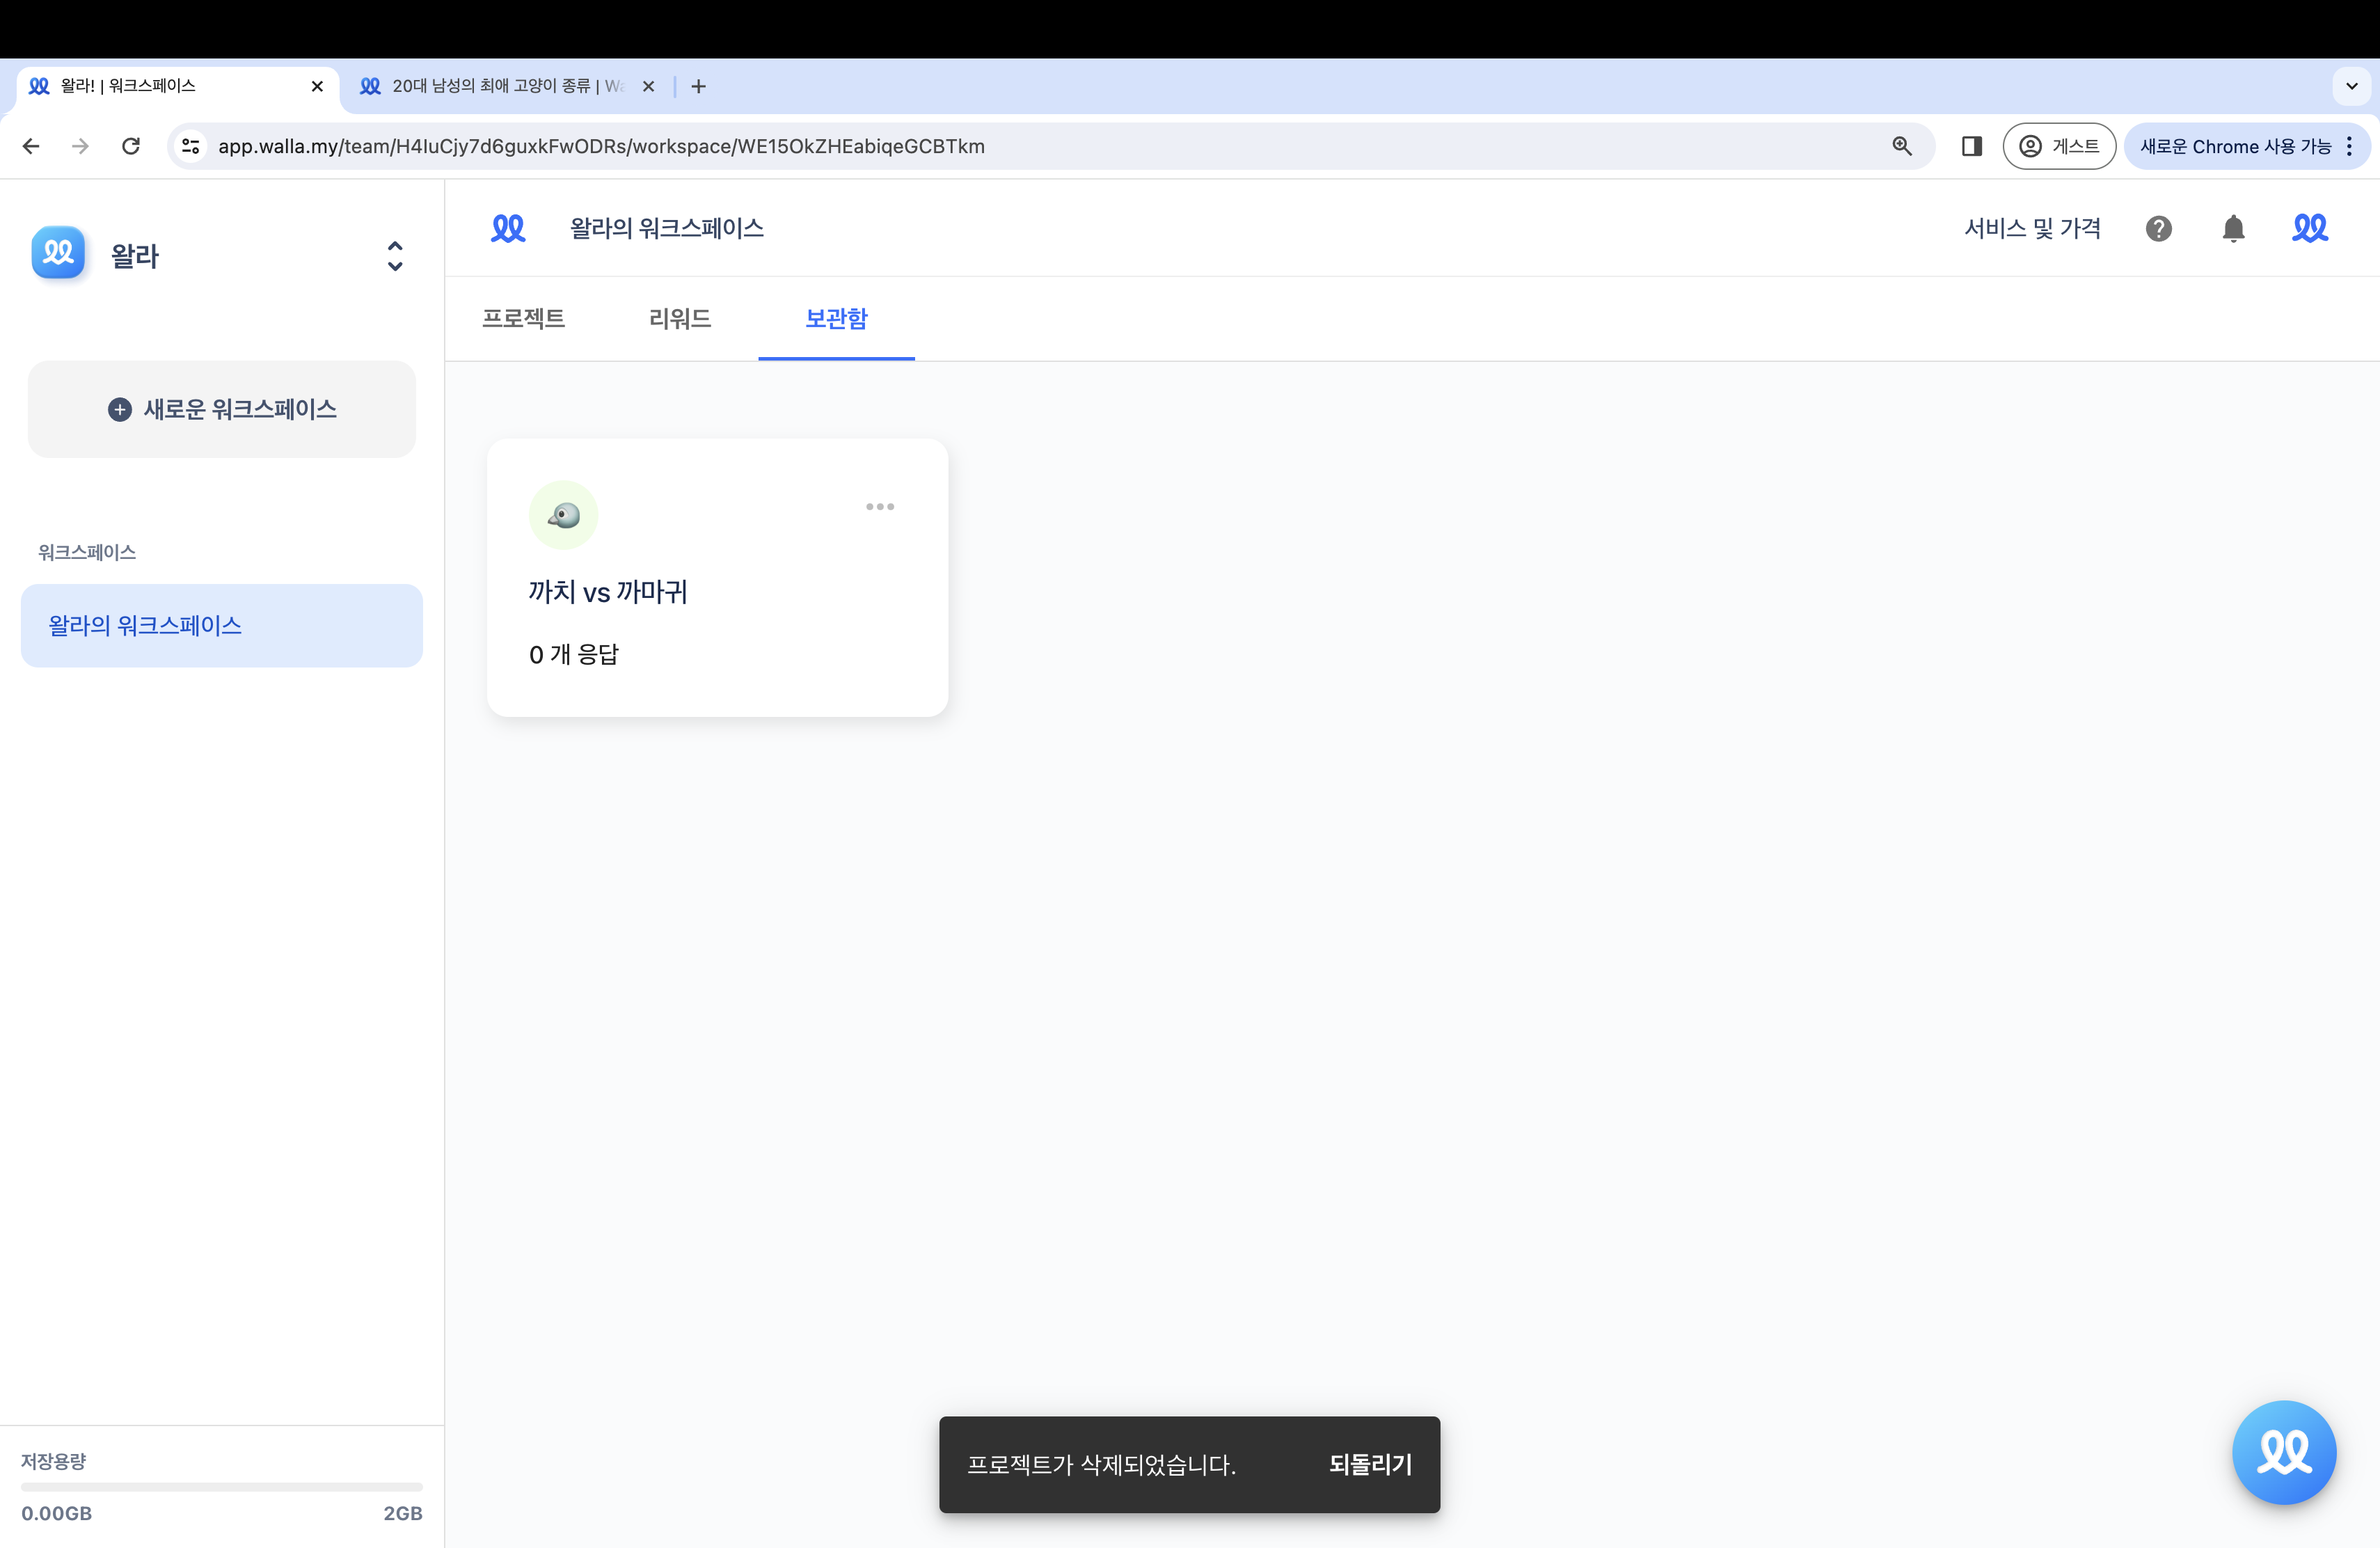 왈라! | 워크스페이스
20대 남성의 최애 고양이 종류 | Wa
app.walla.my/team/H4IuCjy7d6guxkFwODRs/workspace/WE15OkZHEabiqeGCBTkm
게스트
새로운 Chrome 사용 가능
왈라
왈라의 워크스페이스
서비스 및 가격
프로젝트
리워드
보관함
새로운 워크스페이스
워크스페이스
왈라의 워크스페이스
까치 vs 까마귀
0 개 응답
프로젝트가 삭제되었습니다.
되돌리기
저장용량
0.00GB
2GB